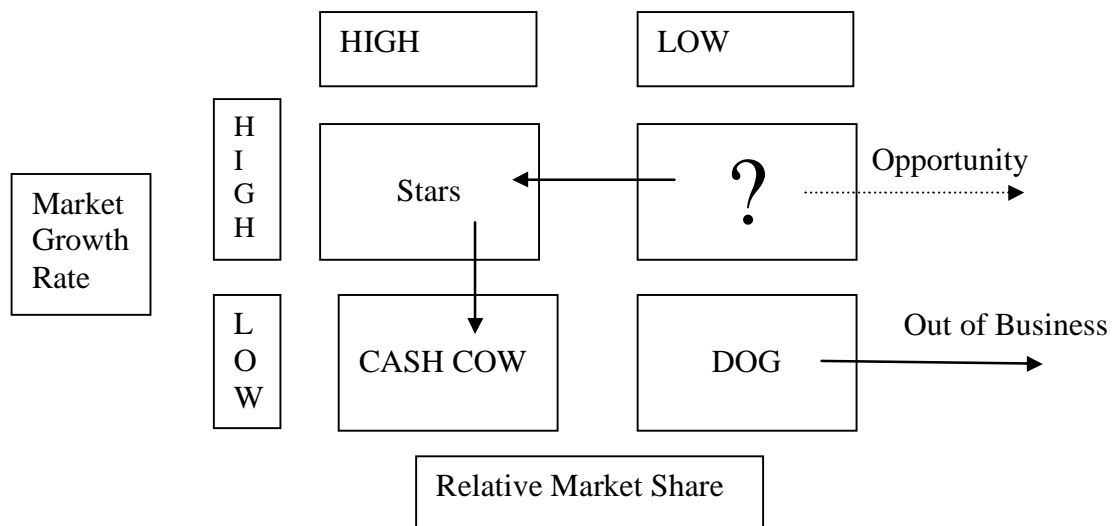 HIGH
LOW
H
I
G
H
Stars
?
Opportunity
Market
Growth
Rate
L
O
W
CASH COW
DOG
Out of Business
Relative Market Share